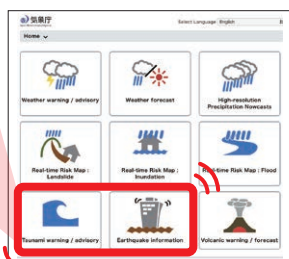 気象庁
Select Language: English
Home
Weather warning / advisory
Weather forecast
High-resolution
Precipitation Nowcasts
Real-time Risk Map :
Landslide
Real-time Risk Map :
Inundation
Real-time Risk Map : Flood
Tsunami warning / advisory
Earthquake information
Volcanic warning / forecast